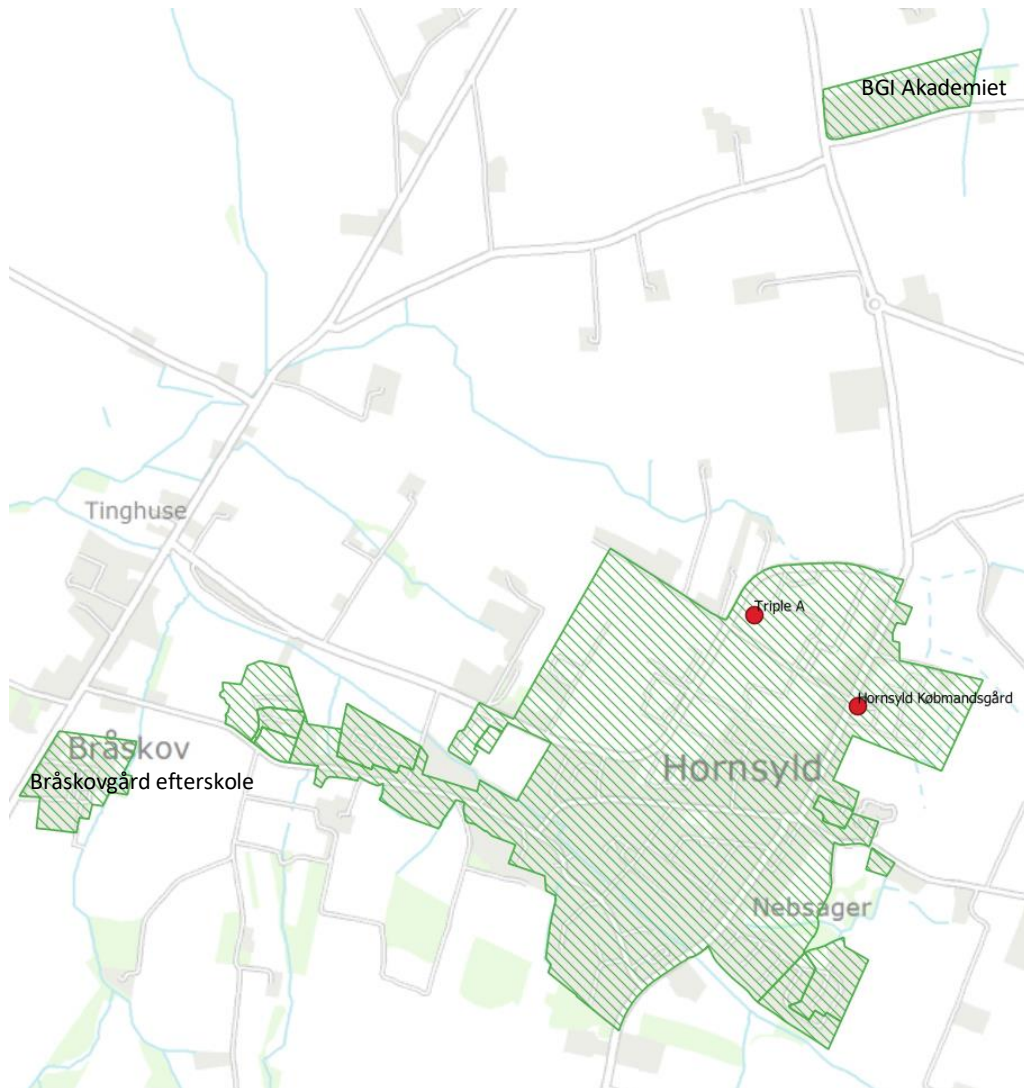 BGI Akademiet
Tinghuse
Triple A
Hornsyld Købmandsgård
Bråskov
Hornsyld
Bråskovgård efterskole
Nebsager